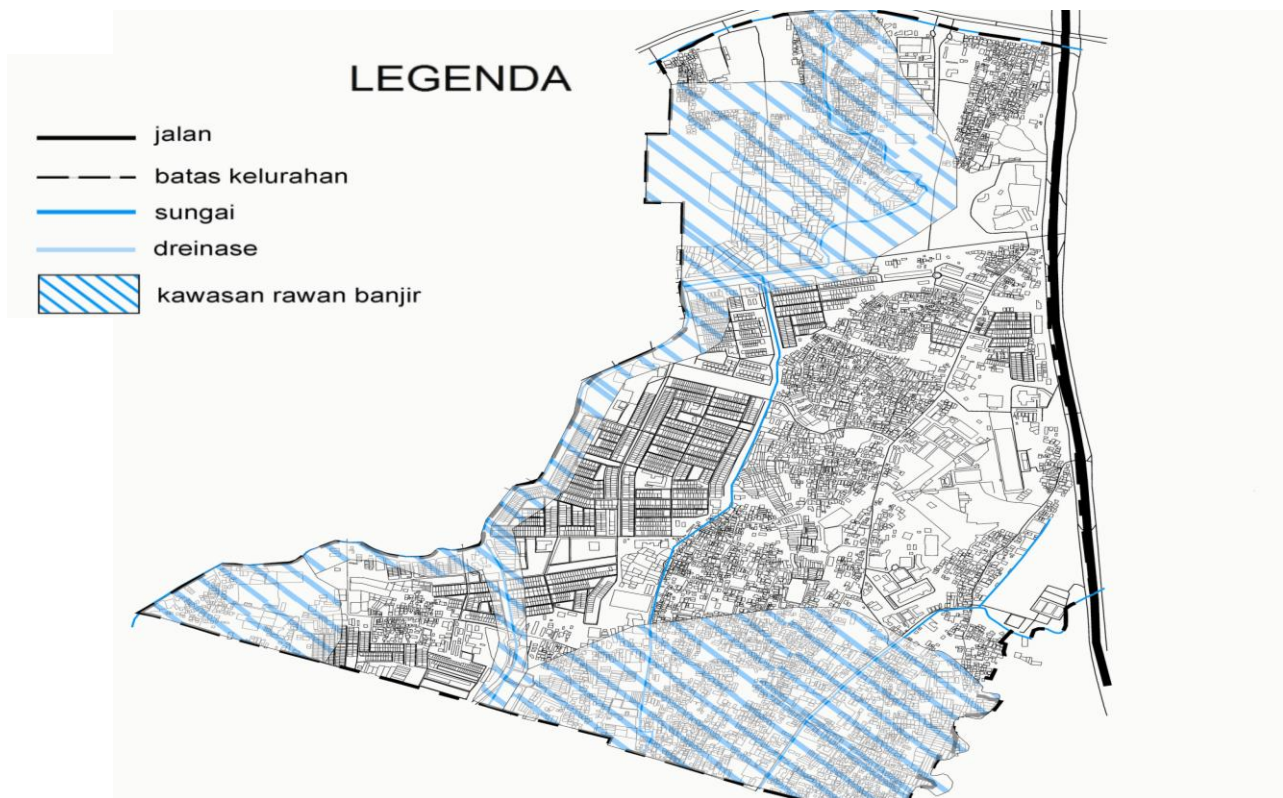 LEGENDA
jalan
batas kelurahan
sungai
dreinase
kawasan rawan banjir